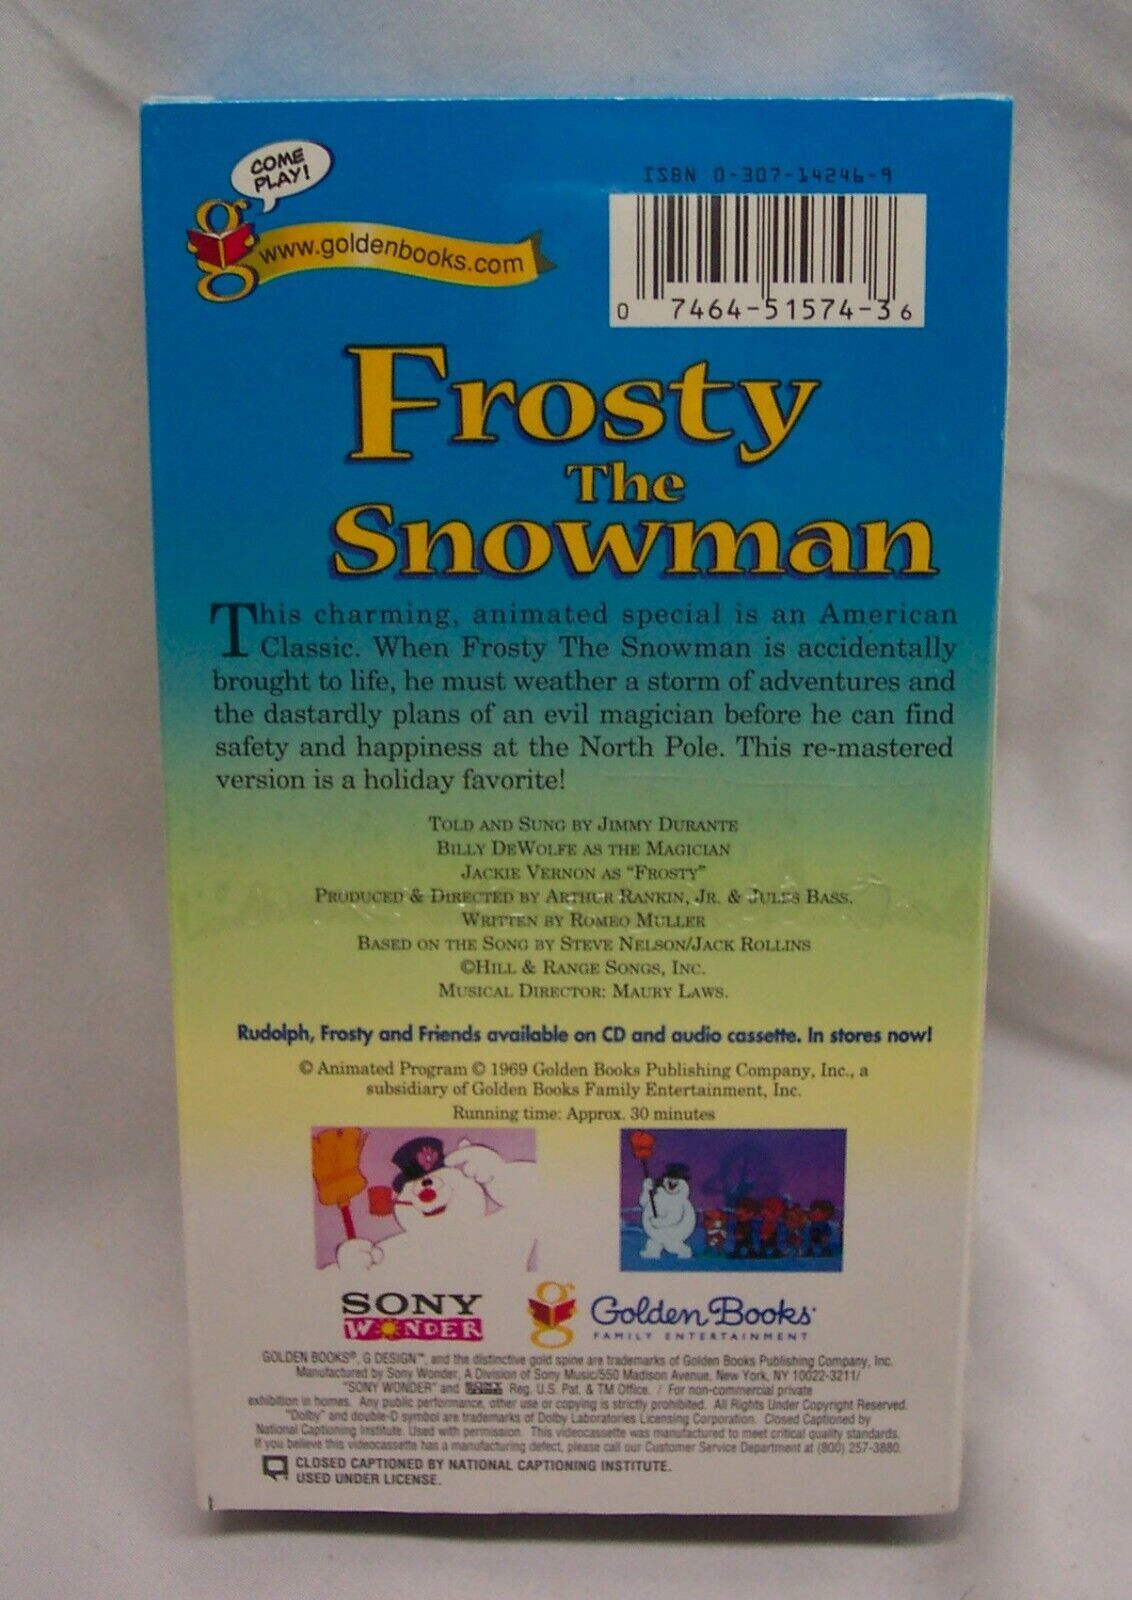 COME
PLAY!
www.goldenbooks.com
ISBN 0-307-14246-9
0 7464-51574-3 6
Frosty
The
Snowman
This charming, animated special is an American
Classic. When Frosty The Snowman is accidentally
brought to life, he must weather a storm of adventures and
the dastardly plans of an evil magician before he can find
safety and happiness at the North Pole. This re-mastered
version is a holiday favorite!
TOLD AND SUNG BY JIMMY DURANTE
BILLY DEWOLFE AS THE MAGICIAN
JACKIE VERNON AS "FROSTY"
PRODUCED & DIRECTED BY ARTHUR RANKIN, JR. & JULES BASS.
WRITTEN BY ROMEO MULLER
BASED ON THE SONG BY STEVE NELSON/JACK ROLLINS
©HILL & RANGE SONGS, INC.
MUSICAL DIRECTOR: MAURY LAWS.
Rudolph, Frosty and Friends available on CD and audio cassette. In stores now!
© Animated Program © 1969 Golden Books Publishing Company, Inc., a
subsidiary of Golden Books Family Entertainment, Inc.
Running time: Approx. 30 minutes
SONY
WONDER
Golden Books
FAMILY ENTERTAINMENT
GOLDEN BOOKS®, G DESIGN™, and the distinctive gold spine are trademarks of Golden Books Publishing Company, Inc.
Manufactured by Sony Wonder, A Division of Sony Music/550 Madison Avenue, New York, NY 10022-3211/
"SONY WONDER" and SONY WONDER Reg. U.S. Pat. & TM Office. / For non-commercial private
exhibition in homes. Any public performance, other use or copying is strictly prohibited. All Rights Under Copyright Reserved.
"Dolby" and double-D symbol are trademarks of Dolby Laboratories Licensing Corporation. Closed Captioned by
National Captioning Institute. Used with permission. This videocassette was manufactured to meet critical quality standards.
If you believe this videocassette has a manufacturing defect, please call our Customer Service Department at (800) 257-3880.
CLOSED CAPTIONED BY NATIONAL CAPTIONING INSTITUTE.
USED UNDER LICENSE.